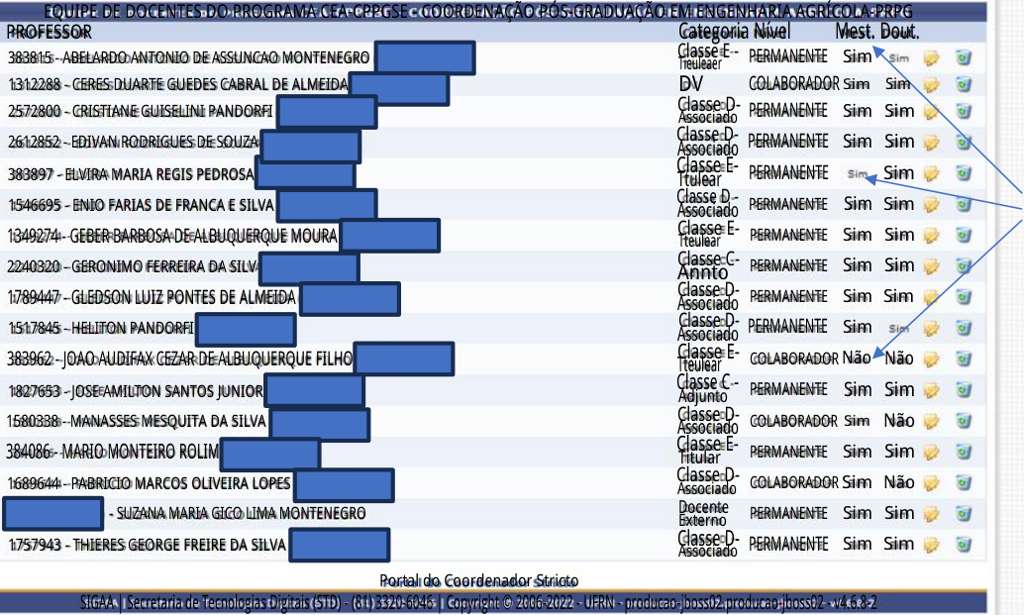 EQUIPE DE DOCENTES DO PROGRAMA CEA-CPPGSE - COORDENAÇÃO PÓS-GRADUAÇÃO EM ENGENHARIA AGRÍCOLA-PRPG
PROFESSOR Categoria Nível Mest. Dout.
383815 - ABELARDO ANTONIO DE ASSUNCAO MONTENEGRO Classe E-- PERMANENTE Sim Sim
1312288 - CERES DUARTE GUEDES CABRAL DE ALMEIDA DV COLABORADOR Sim Sim
2572800 - CRISTIANE GUISELINI PANDORFI Classe D- Associado PERMANENTE Sim Sim
2612852 - EDIVAN RODRIGUES DE SOUZA Classe D- Associado PERMANENTE Sim Sim
383897 - ELVIRA MARIA REGIS PEDROSA Classe E- PERMANENTE Sim Sim
1546695 - ENIO FARIAS DE FRANCA E SILVA Classe D - Associado PERMANENTE Sim Sim
1349274 - GEBER BARBOSA DE ALBUQUERQUE MOURA Classe E- PERMANENTE Sim Sim
2240320 - GERONIMO FERREIRA DA SILV Classe C- Annto PERMANENTE Sim Sim
1789447 - GLEDSON LUIZ PONTES DE ALMEIDA Classe D- Associado PERMANENTE Sim Sim
1517845 - HELITON PANDORFI Classe D- Associado PERMANENTE Sim Sim
383962 - JOAO AUDIFAX CEZAR DE ALBUQUERQUE FILHO Classe E- COLABORADOR Não Não
1827653 - JOSE AMILTON SANTOS JUNIOR Classe C - Adjunto PERMANENTE Sim Sim
1580338 - MANASSES MESQUITA DA SILVA Classe D- Associado COLABORADOR Sim Não
384086 - MARIO MONTEIRO ROLIM Classe E- Titular PERMANENTE Sim Sim
1689644 - FABRICIO MARCOS OLIVEIRA LOPES Classe D- Associado COLABORADOR Sim Não
- SUZANA MARIA GICO LIMA MONTENEGRO Docente Externo PERMANENTE Sim Sim
1757943 - THIERES GEORGE FREIRE DA SILVA Classe D- Associado PERMANENTE Sim Sim
Portal do Coordenador Stricto
SIGAA | Secretaria de Tecnologias Digitais (STD) - (81) 3320-6046 | Copyright © 2006-2022 - UFRN - producao-jboss02.producao-jboss02 - v4.6.8-2